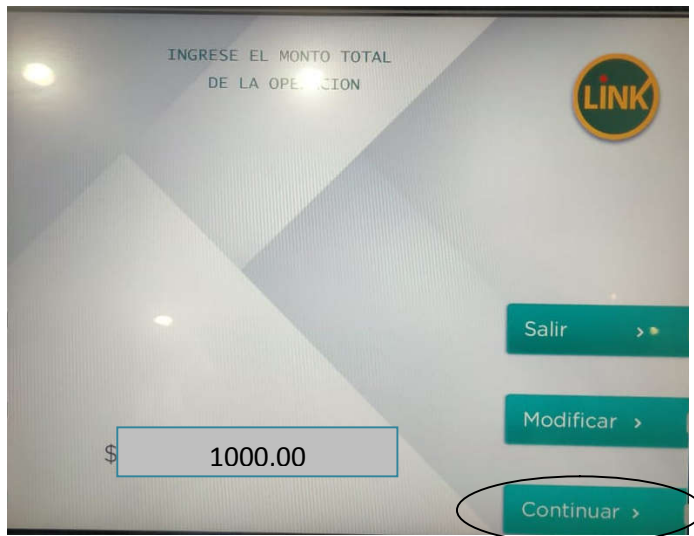 INGRESE EL MONTO TOTAL
DE LA
LINK
Salir >
Modificar >
$ 1000.00
Continuar >